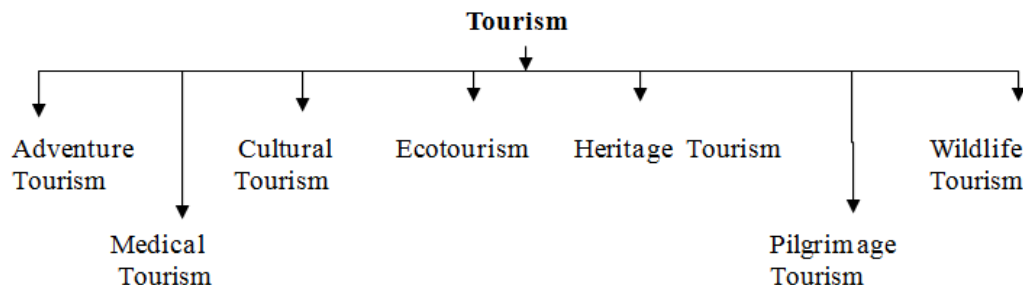 Tourism
Adventure
Tourism
Cultural
Tourism
Ecotourism
Heritage Tourism
Wildlife
Tourism
Medical
Tourism
Pilgrimage
Tourism